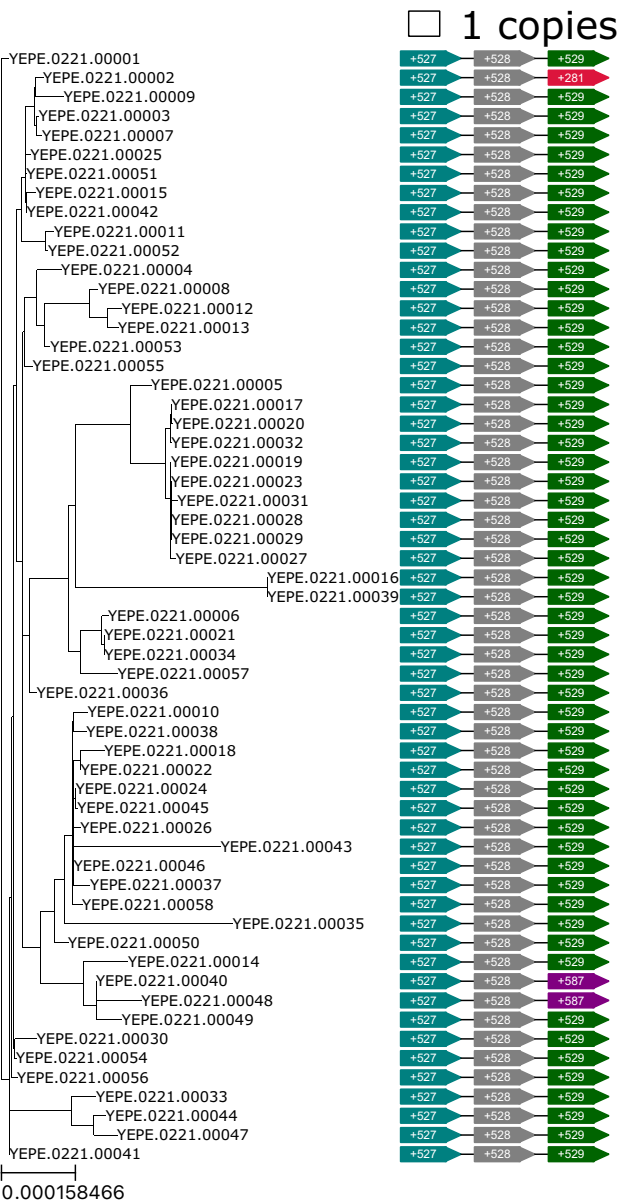 1 copies
YEPE.0221.00001 +527 +528 +529
YEPE.0221.00002 +527 +528 +281
YEPE.0221.00009 +527 +528 +529
YEPE.0221.00003 +527 +528 +529
YEPE.0221.00007 +527 +528 +529
YEPE.0221.00025 +527 +528 +529
YEPE.0221.00051 +527 +528 +529
YEPE.0221.00015 +527 +528 +529
YEPE.0221.00042 +527 +528 +529
YEPE.0221.00011 +527 +528 +529
YEPE.0221.00052 +527 +528 +529
YEPE.0221.00004 +527 +528 +529
YEPE.0221.00008 +527 +528 +529
YEPE.0221.00012 +527 +528 +529
YEPE.0221.00013 +527 +528 +529
YEPE.0221.00053 +527 +528 +529
YEPE.0221.00055 +527 +528 +529
YEPE.0221.00005 +527 +528 +529
YEPE.0221.00017 +527 +528 +529
YEPE.0221.00020 +527 +528 +529
YEPE.0221.00032 +527 +528 +529
YEPE.0221.00019 +527 +528 +529
YEPE.0221.00023 +527 +528 +529
YEPE.0221.00031 +527 +528 +529
YEPE.0221.00028 +527 +528 +529
YEPE.0221.00029 +527 +528 +529
YEPE.0221.00027 +527 +528 +529
YEPE.0221.00016 +527 +528 +529
YEPE.0221.00039 +527 +528 +529
YEPE.0221.00006 +527 +528 +529
YEPE.0221.00021 +527 +528 +529
YEPE.0221.00034 +527 +528 +529
YEPE.0221.00057 +527 +528 +529
YEPE.0221.00036 +527 +528 +529
YEPE.0221.00010 +527 +528 +529
YEPE.0221.00038 +527 +528 +529
YEPE.0221.00018 +527 +528 +529
YEPE.0221.00022 +527 +528 +529
YEPE.0221.00024 +527 +528 +529
YEPE.0221.00045 +527 +528 +529
YEPE.0221.00026 +527 +528 +529
YEPE.0221.00043 +527 +528 +529
YEPE.0221.00046 +527 +528 +529
YEPE.0221.00037 +527 +528 +529
YEPE.0221.00058 +527 +528 +529
YEPE.0221.00035 +527 +528 +529
YEPE.0221.00050 +527 +528 +529
YEPE.0221.00014 +527 +528 +529
YEPE.0221.00040 +527 +528 +587
YEPE.0221.00048 +527 +528 +587
YEPE.0221.00049 +527 +528 +529
YEPE.0221.00030 +527 +528 +529
YEPE.0221.00054 +527 +528 +529
YEPE.0221.00056 +527 +528 +529
YEPE.0221.00033 +527 +528 +529
YEPE.0221.00044 +527 +528 +529
YEPE.0221.00047 +527 +528 +529
YEPE.0221.00041 +527 +528 +529
0.000158466